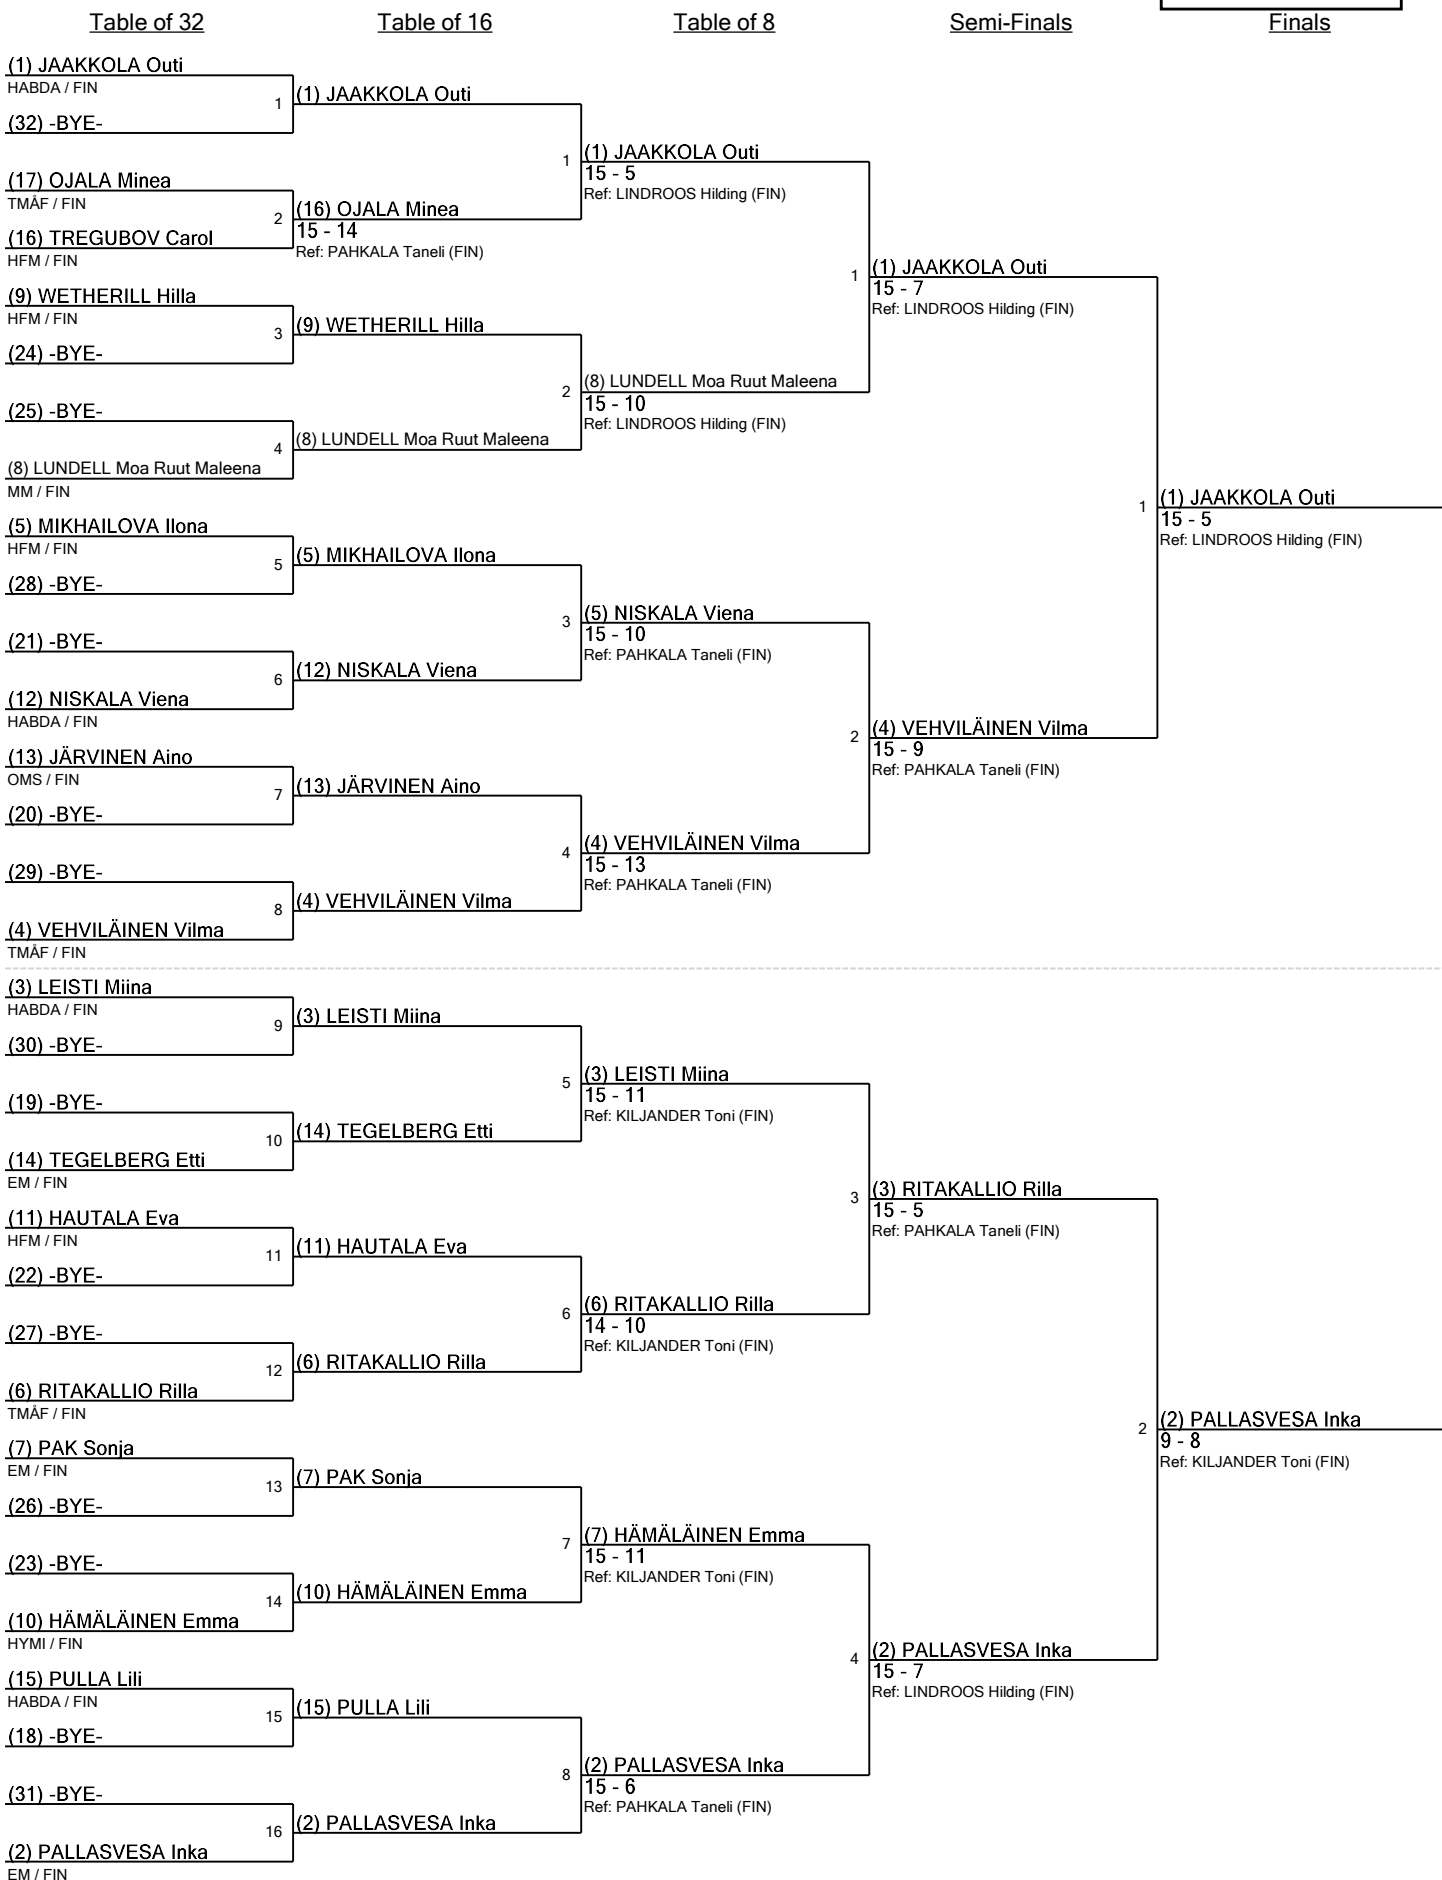 Table of 32
Table of 16
Table of 8
Semi-Finals
Finals
(1) JAAKKOLA Outi
HABDA / FIN
1
(32) -BYE-
(17) OJALA Minea
TMÅF / FIN
2
(16) TREGUBOV Carol
HFM / FIN
(9) WETHERILL Hilla
HFM / FIN
3
(24) -BYE-
(25) -BYE-
4
(8) LUNDELL Moa Ruut Maleena
MM / FIN
(5) MIKHAILOVA Ilona
HFM / FIN
5
(28) -BYE-
(21) -BYE-
6
(12) NISKALA Viena
HABDA / FIN
(13) JÄRVINEN Aino
OMS / FIN
7
(20) -BYE-
(29) -BYE-
8
(4) VEHVILÄINEN Vilma
TMÅF / FIN
(3) LEISTI Miina
HABDA / FIN
9
(30) -BYE-
(19) -BYE-
10
(14) TEGELBERG Etti
EM / FIN
(11) HAUTALA Eva
HFM / FIN
11
(22) -BYE-
(27) -BYE-
12
(6) RITAKALLIO Rilla
TMÅF / FIN
(7) PAK Sonja
EM / FIN
13
(26) -BYE-
(23) -BYE-
14
(10) HÄMÄLÄINEN Emma
HYMI / FIN
(15) PULLA Lili
HABDA / FIN
15
(18) -BYE-
(31) -BYE-
16
(2) PALLASVESA Inka
EM / FIN
(1) JAAKKOLA Outi
1
(16) OJALA Minea
15 - 14
Ref: PAHKALA Taneli (FIN)
(9) WETHERILL Hilla
2
(8) LUNDELL Moa Ruut Maleena
(5) MIKHAILOVA Ilona
3
(12) NISKALA Viena
(13) JÄRVINEN Aino
4
(4) VEHVILÄINEN Vilma
(3) LEISTI Miina
5
(14) TEGELBERG Etti
(11) HAUTALA Eva
6
(6) RITAKALLIO Rilla
(7) PAK Sonja
7
(10) HÄMÄLÄINEN Emma
(15) PULLA Lili
8
(2) PALLASVESA Inka
(1) JAAKKOLA Outi
15 - 5
Ref: LINDROOS Hilding (FIN)
1
(8) LUNDELL Moa Ruut Maleena
15 - 10
Ref: LINDROOS Hilding (FIN)
(5) NISKALA Viena
15 - 10
Ref: PAHKALA Taneli (FIN)
2
(4) VEHVILÄINEN Vilma
15 - 13
Ref: PAHKALA Taneli (FIN)
(3) LEISTI Miina
15 - 11
Ref: KILJANDER Toni (FIN)
3
(6) RITAKALLIO Rilla
14 - 10
Ref: KILJANDER Toni (FIN)
(7) HÄMÄLÄINEN Emma
15 - 11
Ref: KILJANDER Toni (FIN)
4
(2) PALLASVESA Inka
15 - 6
Ref: PAHKALA Taneli (FIN)
(1) JAAKKOLA Outi
15 - 7
Ref: LINDROOS Hilding (FIN)
1
(4) VEHVILÄINEN Vilma
15 - 9
Ref: PAHKALA Taneli (FIN)
(3) RITAKALLIO Rilla
15 - 5
Ref: PAHKALA Taneli (FIN)
2
(2) PALLASVESA Inka
15 - 7
Ref: LINDROOS Hilding (FIN)
(1) JAAKKOLA Outi
15 - 5
Ref: LINDROOS Hilding (FIN)
(2) PALLASVESA Inka
9 - 8
Ref: KILJANDER Toni (FIN)